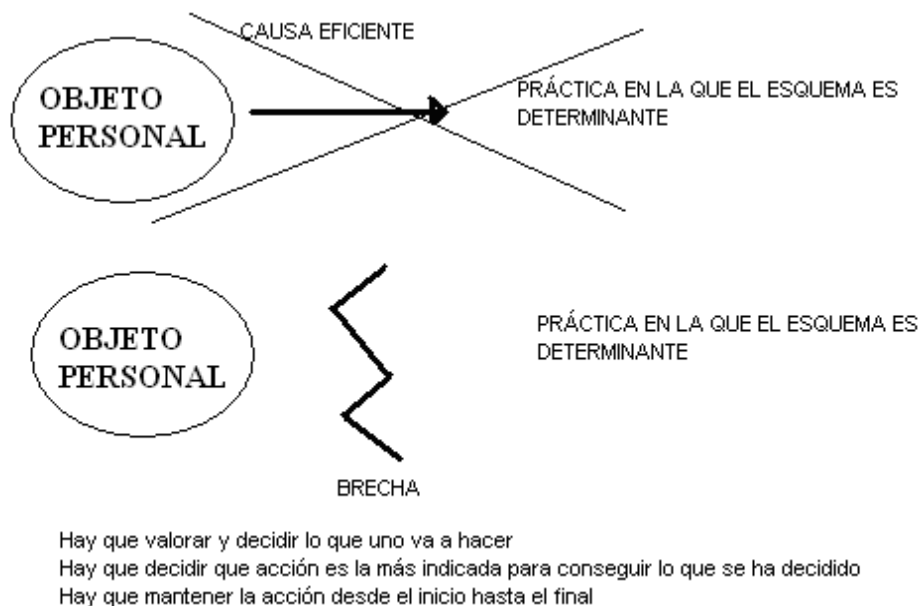 CAUSA EFICIENTE
OBJETO
PERSONAL
PRÁCTICA EN LA QUE EL ESQUEMA ES
DETERMINANTE
OBJETO
PERSONAL
PRÁCTICA EN LA QUE EL ESQUEMA ES
DETERMINANTE
BRECHA
Hay que valorar y decidir lo que uno va a hacer
Hay que decidir que acción es la más indicada para conseguir lo que se ha decidido
Hay que mantener la acción desde el inicio hasta el final